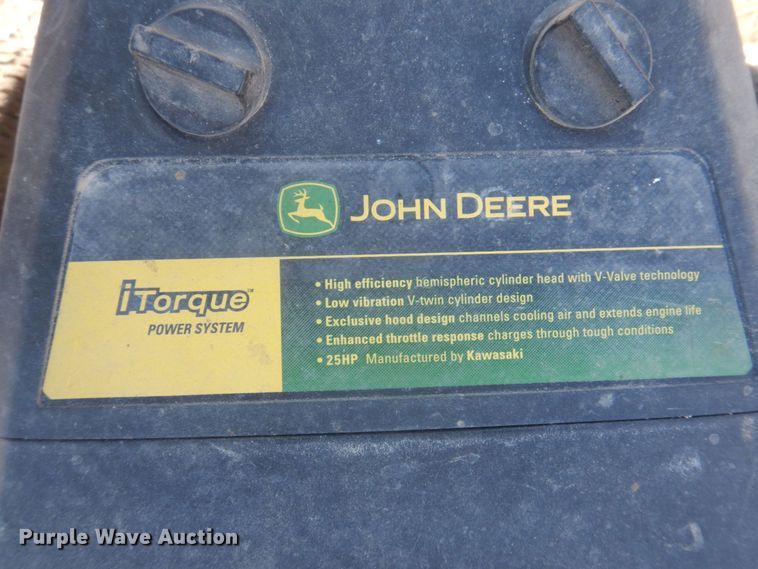 JOHN DEERE
iTorque™
POWER SYSTEM
• High efficiency hemispheric cylinder head with V-Valve technology
• Low vibration V-twin cylinder design
• Exclusive hood design channels cooling air and extends engine life
• Enhanced throttle response charges through tough conditions
• 25HP Manufactured by Kawasaki
Purple Wave Auction